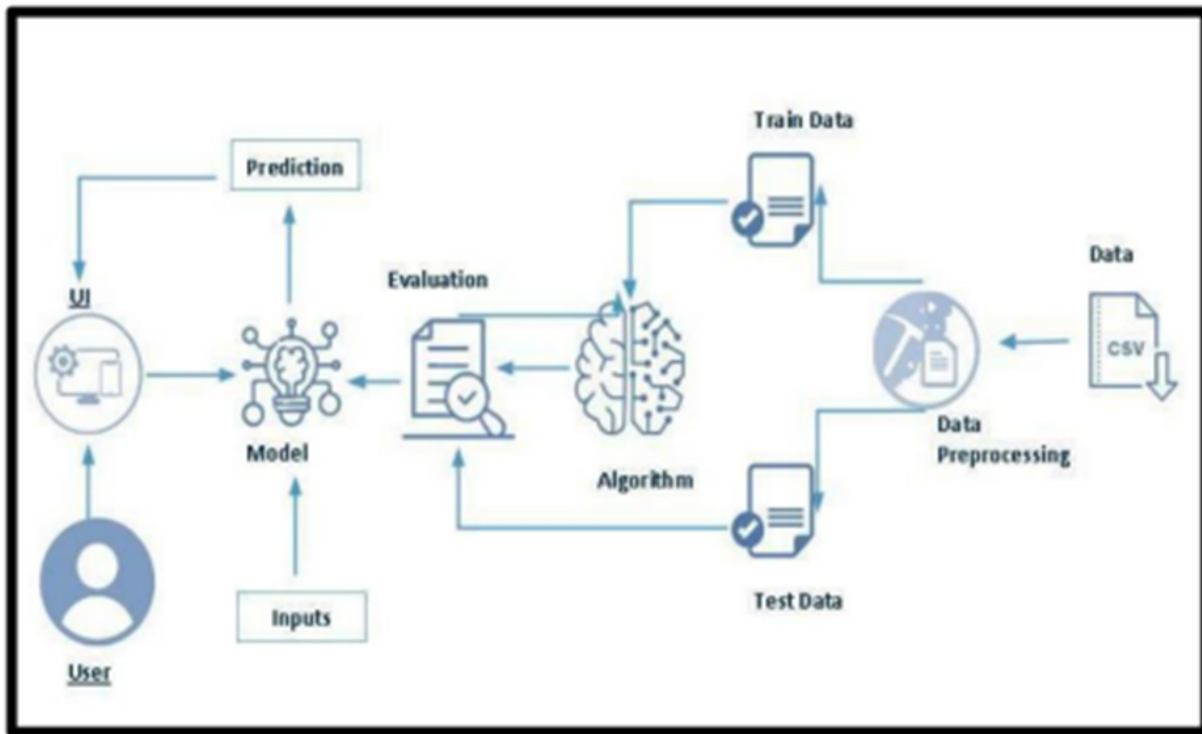 Train Data
Prediction
Data
Evaluation
UI
CSV
Data
Preprocessing
Model
Algorithm
Test Data
Inputs
User